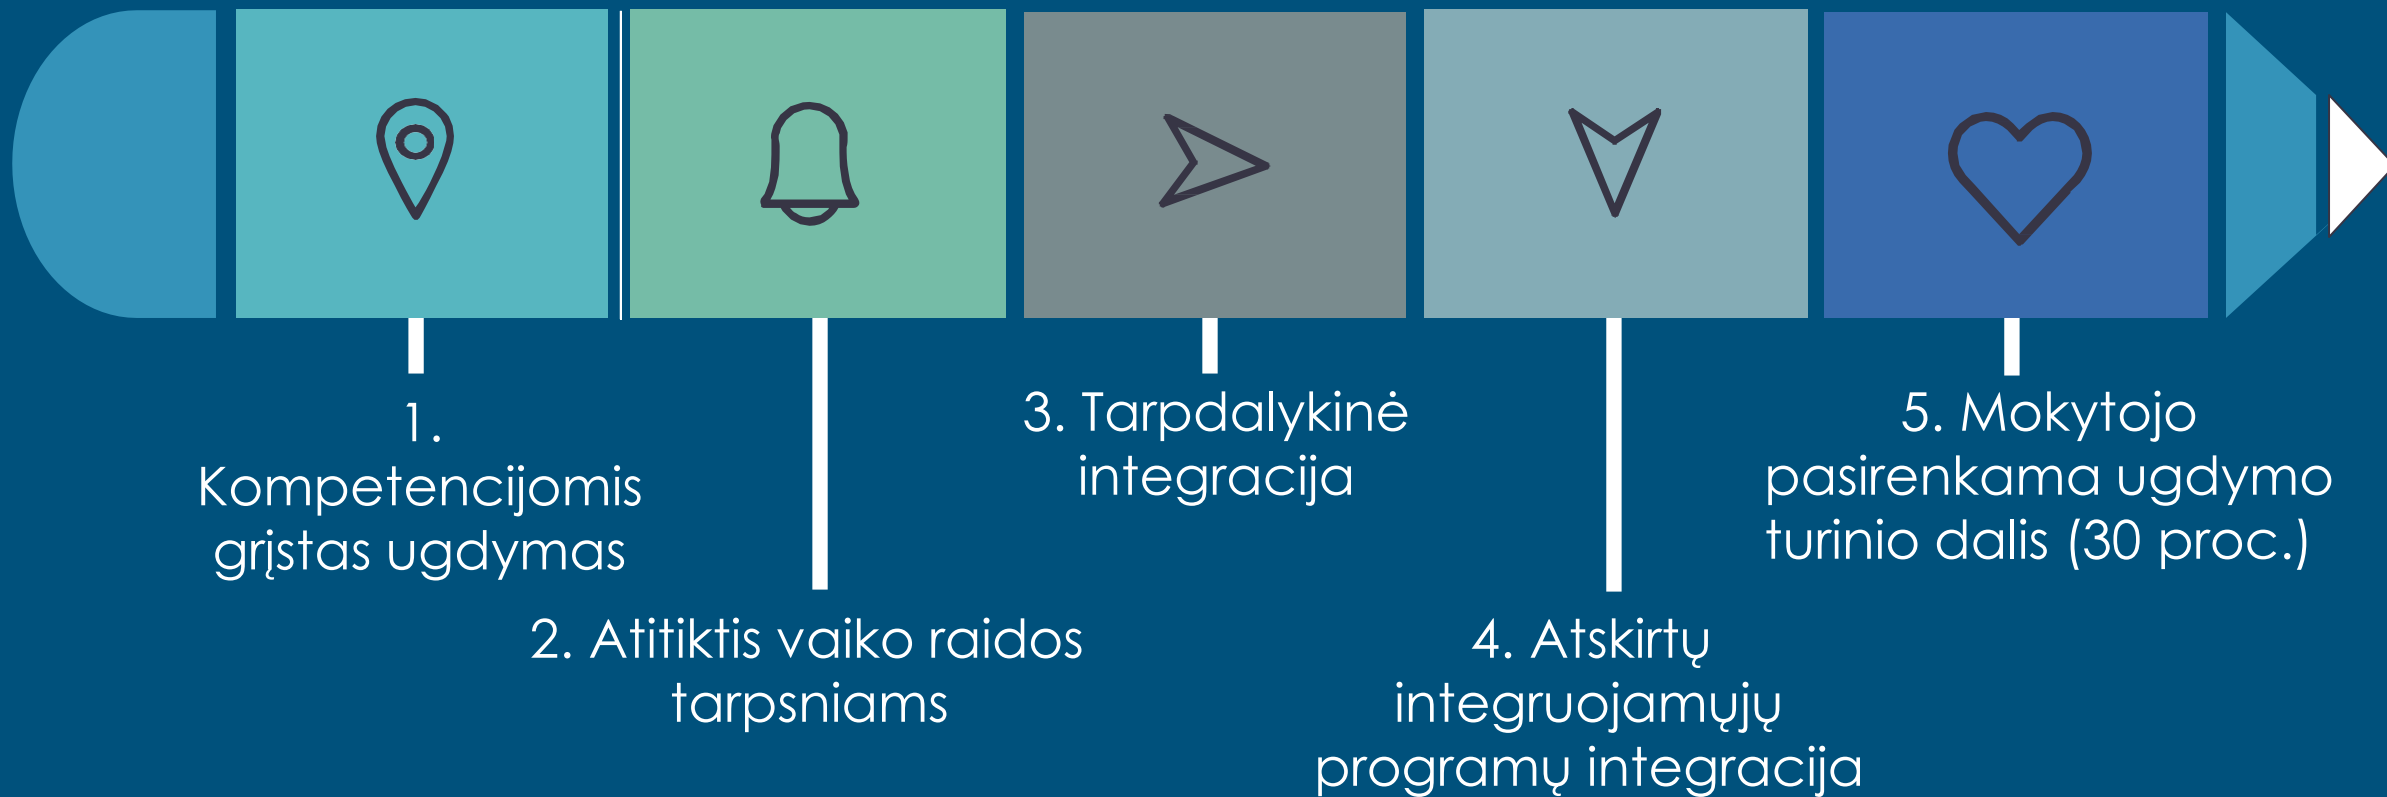 1.
Kompetencijomis
grįstas ugdymas
2. Atitiktis vaiko raidos
tarpsniams
3. Tarpdalykinė
integracija
4. Atskirtų
integruojamųjų
programų integracija
5. Mokytojo
pasirenkama ugdymo
turinio dalis (30 proc.)